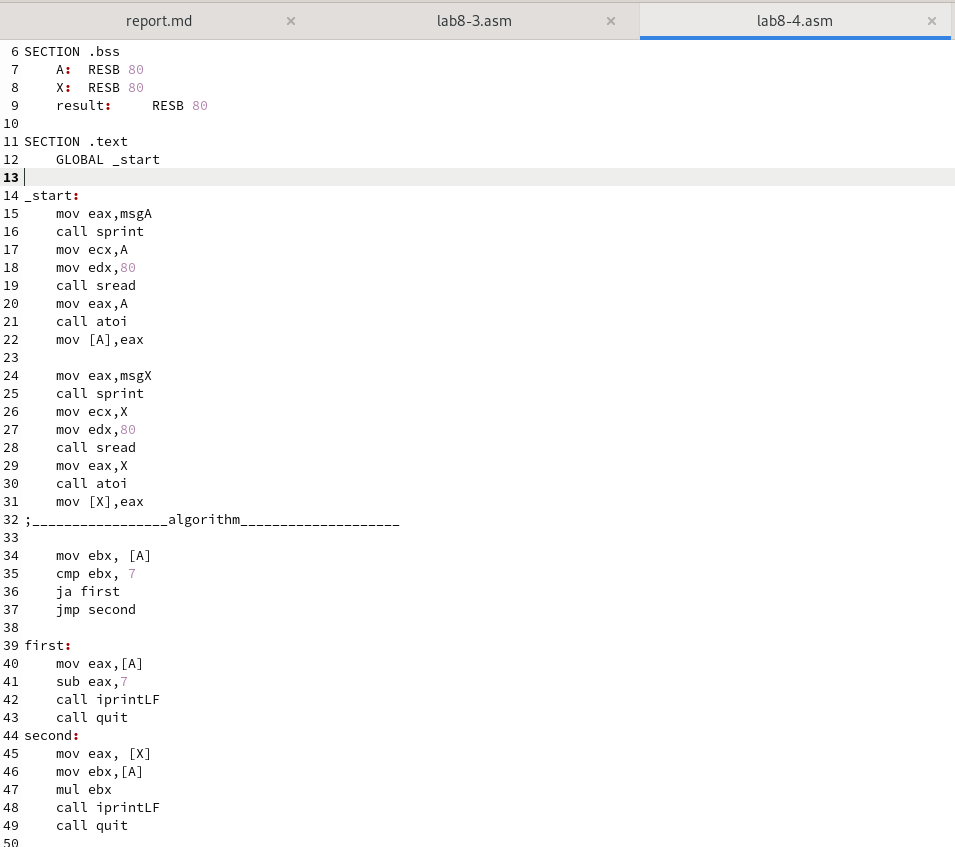 report.md × lab8-3.asm × lab8-4.asm ×
6 SECTION .bss
7     A:  RESB 80
8     X:  RESB 80
9     result:     RESB 80
10
11 SECTION .text
12     GLOBAL _start
13
14 _start:
15     mov eax,msgA
16     call sprint
17     mov ecx,A
18     mov edx,80
19     call sread
20     mov eax,A
21     call atoi
22     mov [A],eax
23
24     mov eax,msgX
25     call sprint
26     mov ecx,X
27     mov edx,80
28     call sread
29     mov eax,X
30     call atoi
31     mov [X],eax
32 ;_________________algorithm____________________
33
34     mov ebx, [A]
35     cmp ebx, 7
36     ja first
37     jmp second
38
39 first:
40     mov eax,[A]
41     sub eax,7
42     call iprintLF
43     call quit
44 second:
45     mov eax, [X]
46     mov ebx,[A]
47     mul ebx
48     call iprintLF
49     call quit
50